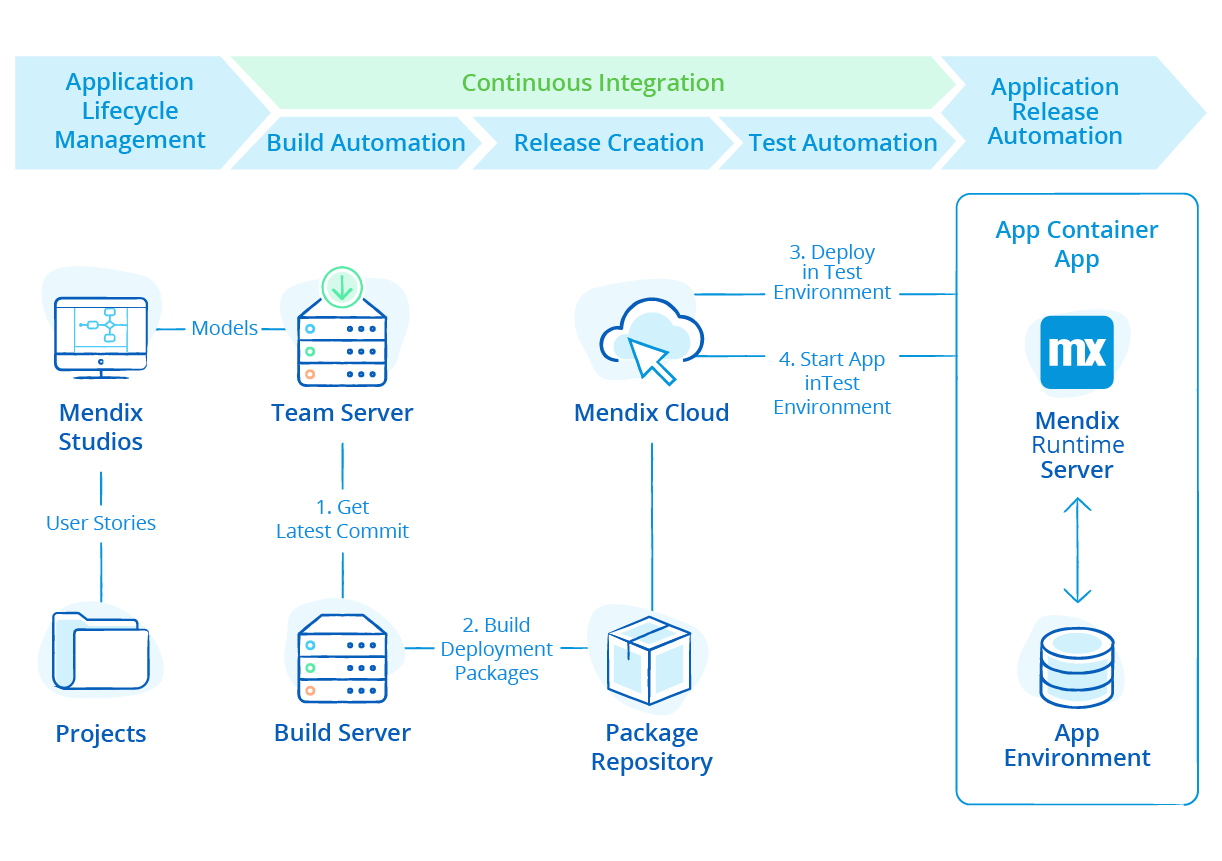 Application
Lifecycle
Management
Continuous Integration
Build Automation
Release Creation
Test Automation
Application
Release
Automation
Mendix
Studios
Models
Team Server
Mendix Cloud
3. Deploy
in Test
Environment
4. Start App
inTest
Environment
App Container
App
mx
Mendix
Runtime
Server
User Stories
1. Get
Latest Commit
Projects
Build Server
2. Build
Deployment
Packages
Package
Repository
App
Environment